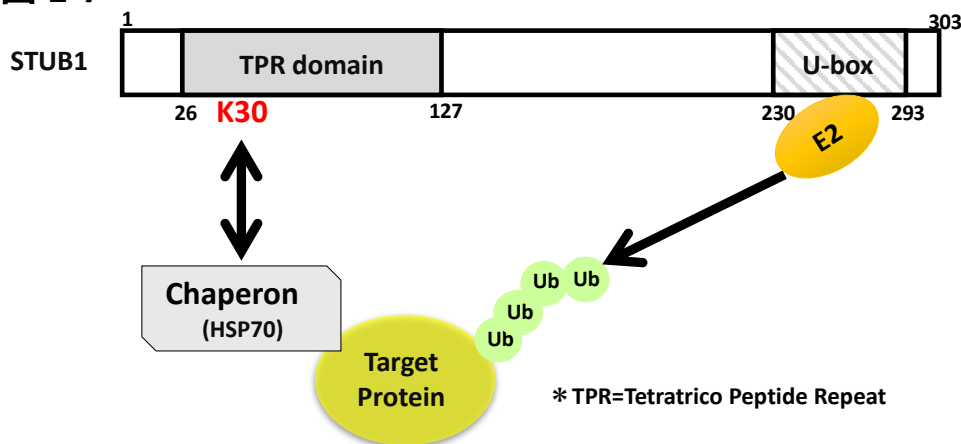 1
303
STUB1
TPR domain
U-box
26
K30
127
230
293
E2
Chaperon
(HSP70)
Ub
Ub
Ub
Ub
Target
Protein
* TPR=Tetratrico Peptide Repeat